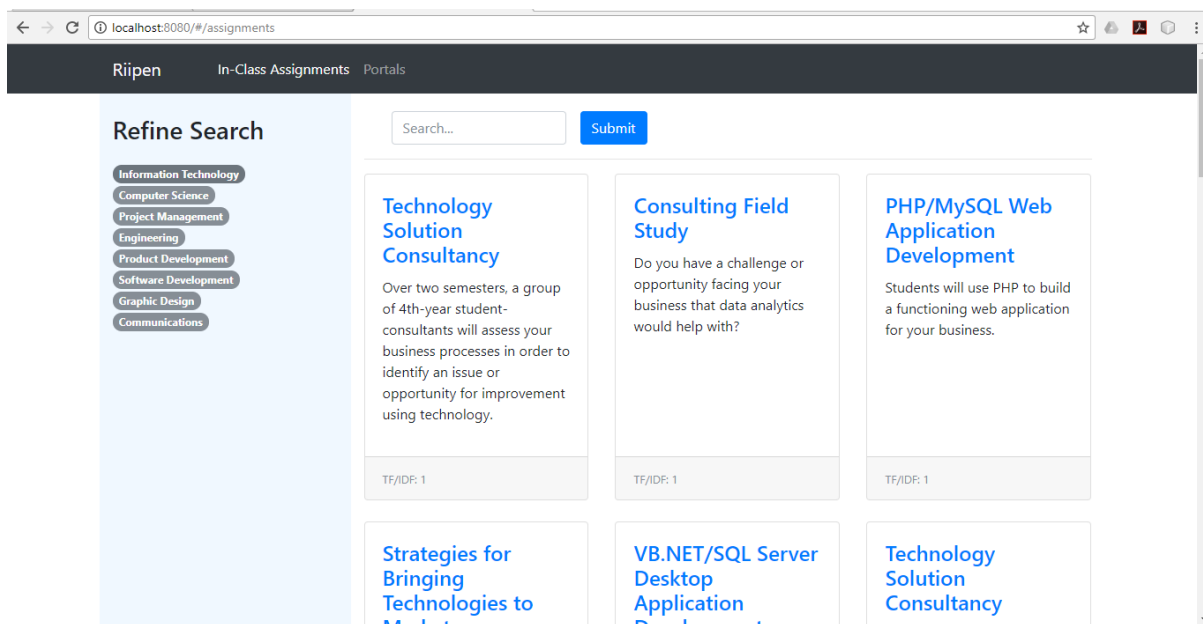 localhost:8080/#/assignments
Riipen In-Class Assignments Portals
Refine Search
Information Technology
Computer Science
Project Management
Engineering
Product Development
Software Development
Graphic Design
Communications
Search...
Submit
Technology
Solution
Consultancy
Over two semesters, a group
of 4th-year student-
consultants will assess your
business processes in order to
identify an issue or
opportunity for improvement
using technology.
TF/IDF: 1
Consulting Field
Study
Do you have a challenge or
opportunity facing your
business that data analytics
would help with?
TF/IDF: 1
PHP/MySQL Web
Application
Development
Students will use PHP to build
a functioning web application
for your business.
TF/IDF: 1
Strategies for
Bringing
Technologies to
VB.NET/SQL Server
Desktop
Application
Technology
Solution
Consultancy